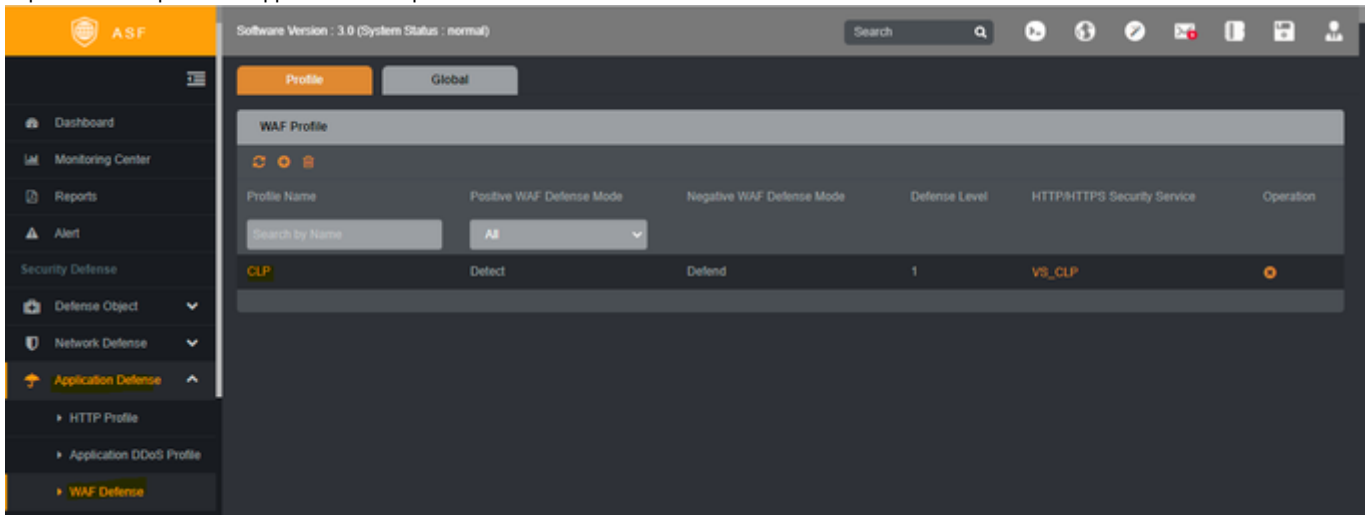 ASF
Software Version : 3.0 (System Status : normal)
Search
Profile
Global
Dashboard
Monitoring Center
Reports
Alert
Security Defense
Defense Object
Network Defense
Application Defense
HTTP Profile
Application DDoS Profile
WAF Defense
WAF Profile
Profile Name
Positive WAF Defense Mode
Negative WAF Defense Mode
Defense Level
HTTP/HTTPS Security Service
Operation
Search by Name
All
CLP
Detect
Defend
1
VS_CLP